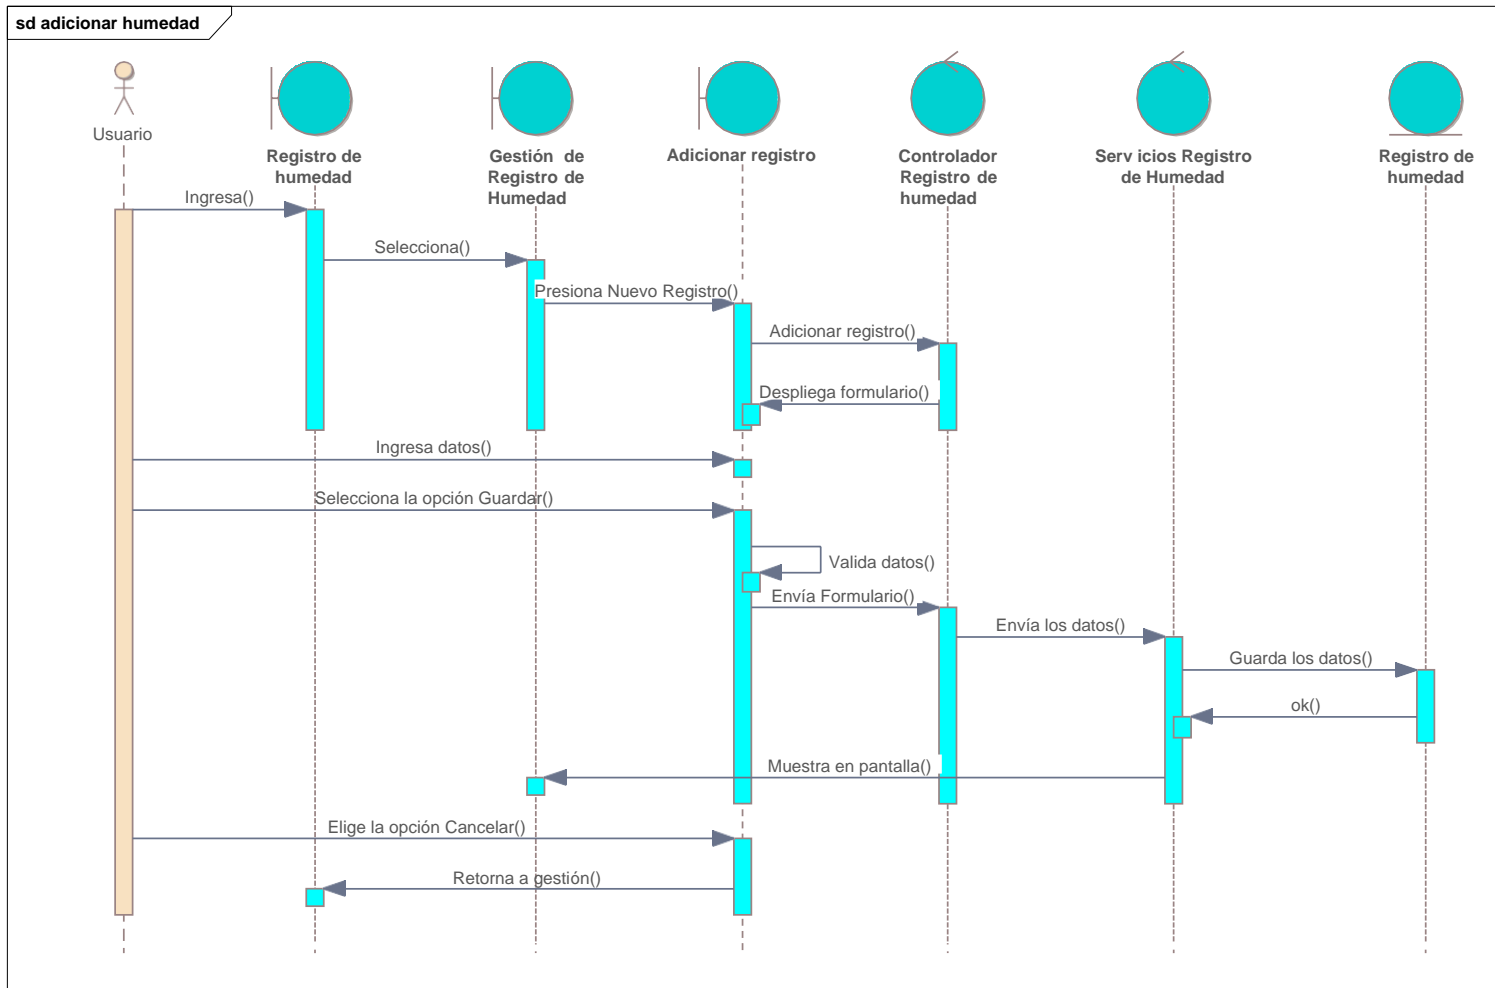 sd adicionar humedad
Usuario
Registro de
humedad
Gestión de
Registro de
Humedad
Adicionar registro
Controlador
Registro de
humedad
Serv icios Registro
de Humedad
Registro de
humedad
Ingresa()
Selecciona()
Presiona Nuevo Registro()
Adicionar registro()
Despliega formulario()
Ingresa datos()
Selecciona la opción Guardar()
Valida datos()
Envía Formulario()
Envía los datos()
Guarda los datos()
ok()
Muestra en pantalla()
Elige la opción Cancelar()
Retorna a gestión()